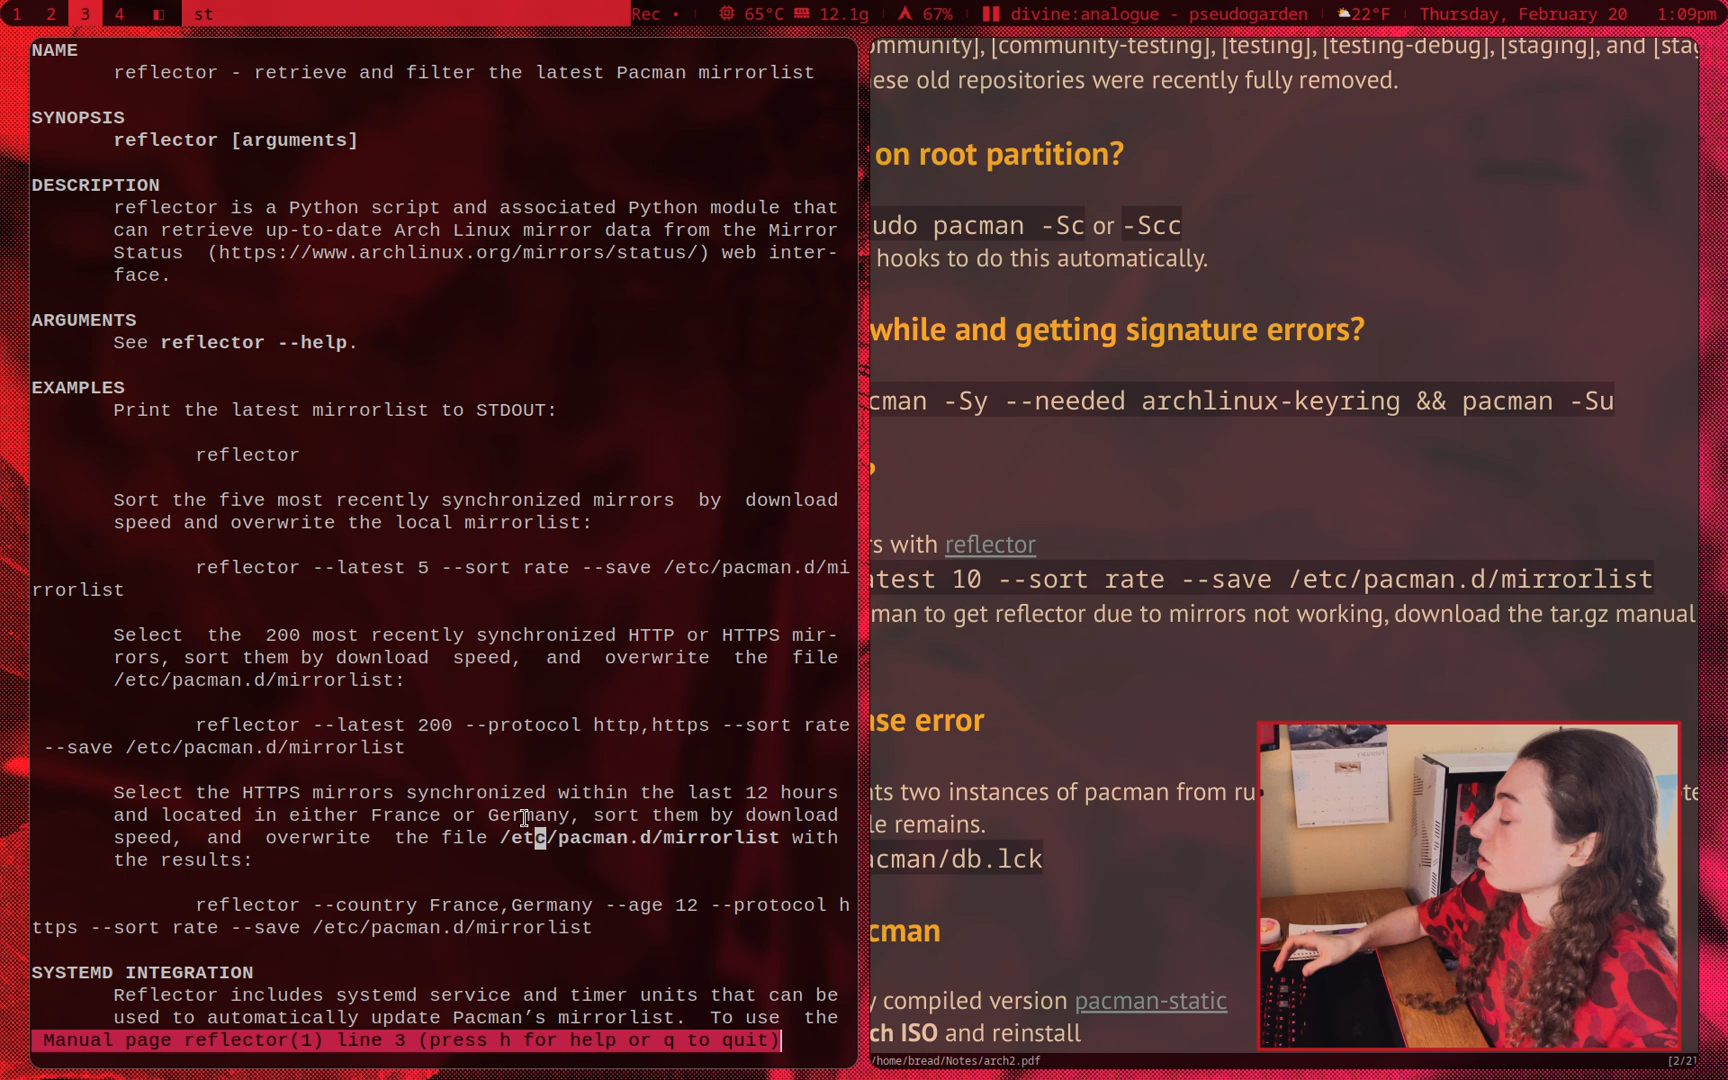 1 2 3 4 st Rec • 65°C 12.1g 67% divine:analogue - pseudogarden 22°F Thursday, February 20 1:09pm
NAME
reflector - retrieve and filter the latest Pacman mirrorlist
SYNOPSIS
reflector [arguments]
DESCRIPTION
reflector is a Python script and associated Python module that
can retrieve up-to-date Arch Linux mirror data from the Mirror
Status (https://www.archlinux.org/mirrors/status/) web inter-
face.
ARGUMENTS
See reflector --help.
EXAMPLES
Print the latest mirrorlist to STDOUT:
reflector
Sort the five most recently synchronized mirrors by download
speed and overwrite the local mirrorlist:
reflector --latest 5 --sort rate --save /etc/pacman.d/mi
rrorlist
Select the 200 most recently synchronized HTTP or HTTPS mir-
rors, sort them by download speed, and overwrite the file
/etc/pacman.d/mirrorlist:
reflector --latest 200 --protocol http,https --sort rate
--save /etc/pacman.d/mirrorlist
Select the HTTPS mirrors synchronized within the last 12 hours
and located in either France or Germany, sort them by download
speed, and overwrite the file /etc/pacman.d/mirrorlist with
the results:
reflector --country France,Germany --age 12 --protocol h
ttps --sort rate --save /etc/pacman.d/mirrorlist
SYSTEMD INTEGRATION
Reflector includes systemd service and timer units that can be
used to automatically update Pacman’s mirrorlist. To use the
Manual page reflector(1) line 3 (press h for help or q to quit)
ommunity], [community-testing], [testing], [testing-debug], [staging], and [stag
ese old repositories were recently fully removed.
on root partition?
udo pacman -Sc or -Scc
hooks to do this automatically.
while and getting signature errors?
cman -Sy --needed archlinux-keyring && pacman -Su
?
rs with reflector
atest 10 --sort rate --save /etc/pacman.d/mirrorlist
man to get reflector due to mirrors not working, download the tar.gz manual
ase error
nts two instances of pacman from ru
te
le remains.
acman/db.lck
cman
y compiled version pacman-static
ch ISO and reinstall
/home/bread/Notes/arch2.pdf [2/2]